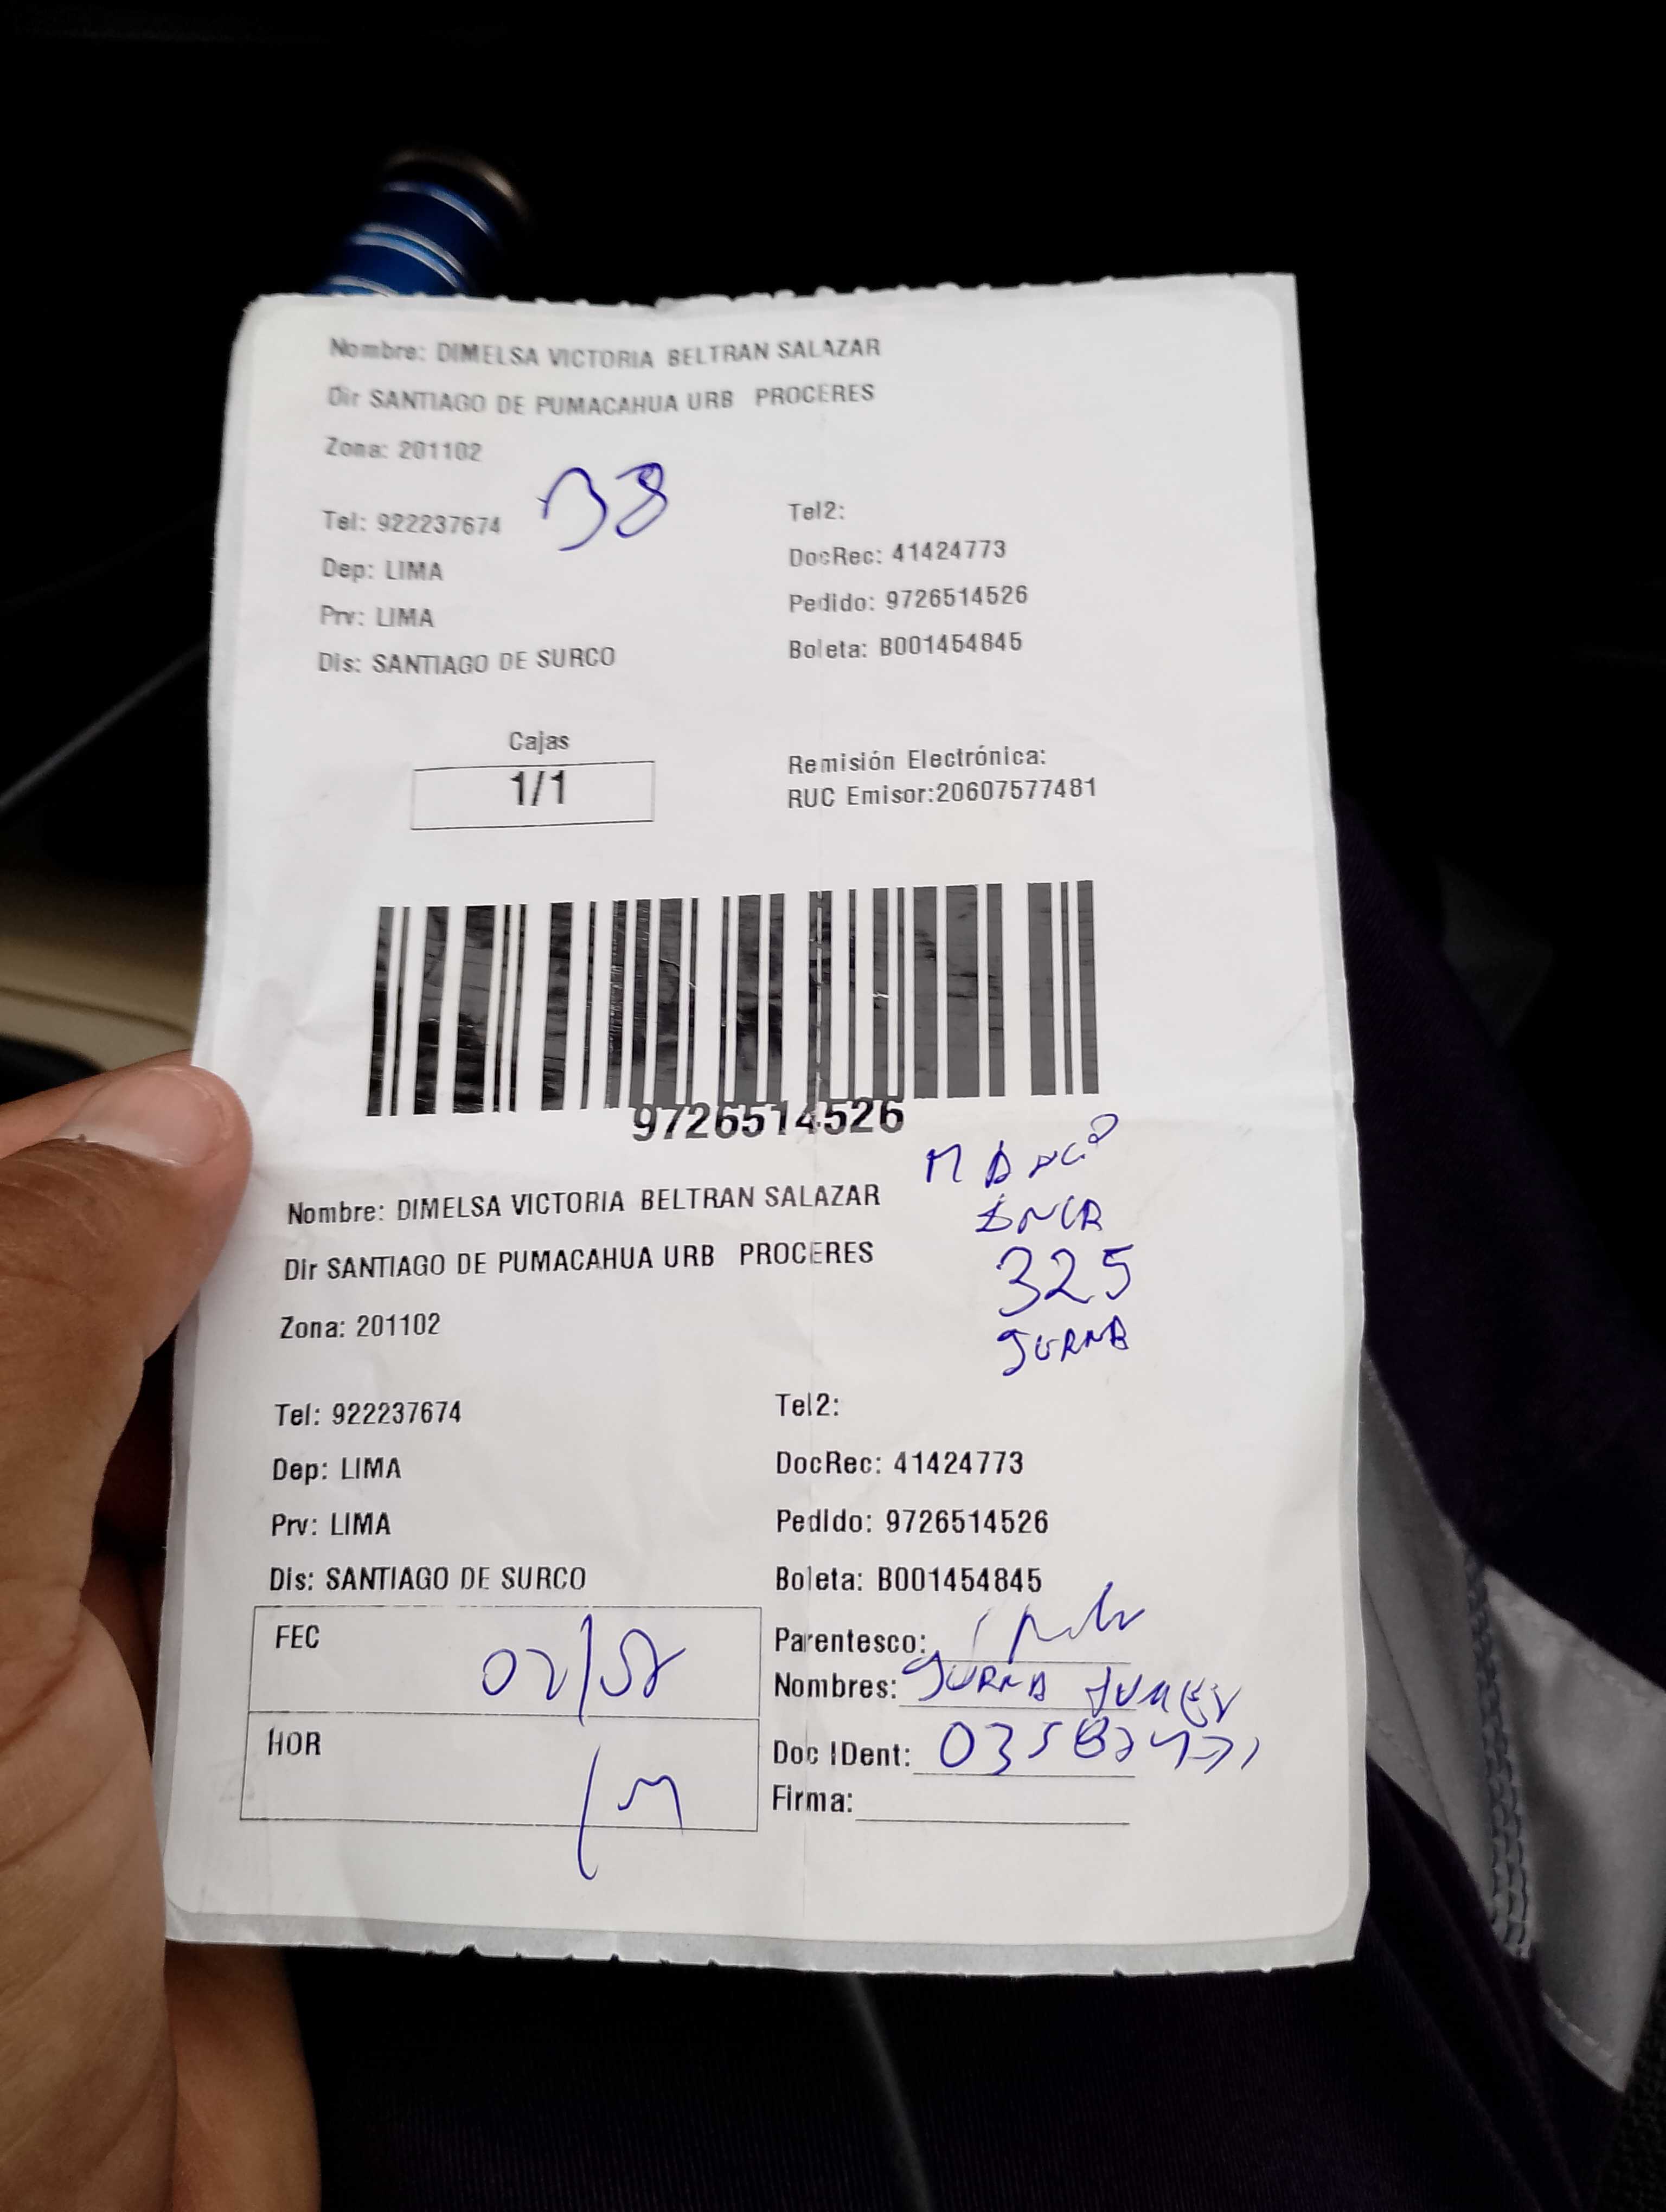 Nombre: DIMELSA VICTORIA BELTRAN SALAZAR
Dir SANTIAGO DE PUMACAHUA URB PROCERES
Zona: 201102
Tel: 922237674
Tel2:
Dep: LIMA
DocRec: 41424773
Prv: LIMA
Pedido: 9726514526
Dis: SANTIAGO DE SURCO
Boleta: B001454845
Cajas
1/1
Remisión Electrónica:
RUC Emisor:20607577481
9726514526
MANCO
INCA
325
Nombre: DIMELSA VICTORIA BELTRAN SALAZAR
Dir SANTIAGO DE PUMACAHUA URB PROCERES
Zona: 201102
Tel: 922237674
Tel2:
Dep: LIMA
DocRec: 41424773
Prv: LIMA
Pedido: 9726514526
Dis: SANTIAGO DE SURCO
Boleta: B001454845
FEC
Parentesco:
Nombres:
HOR
Doc IDent:
Firma: